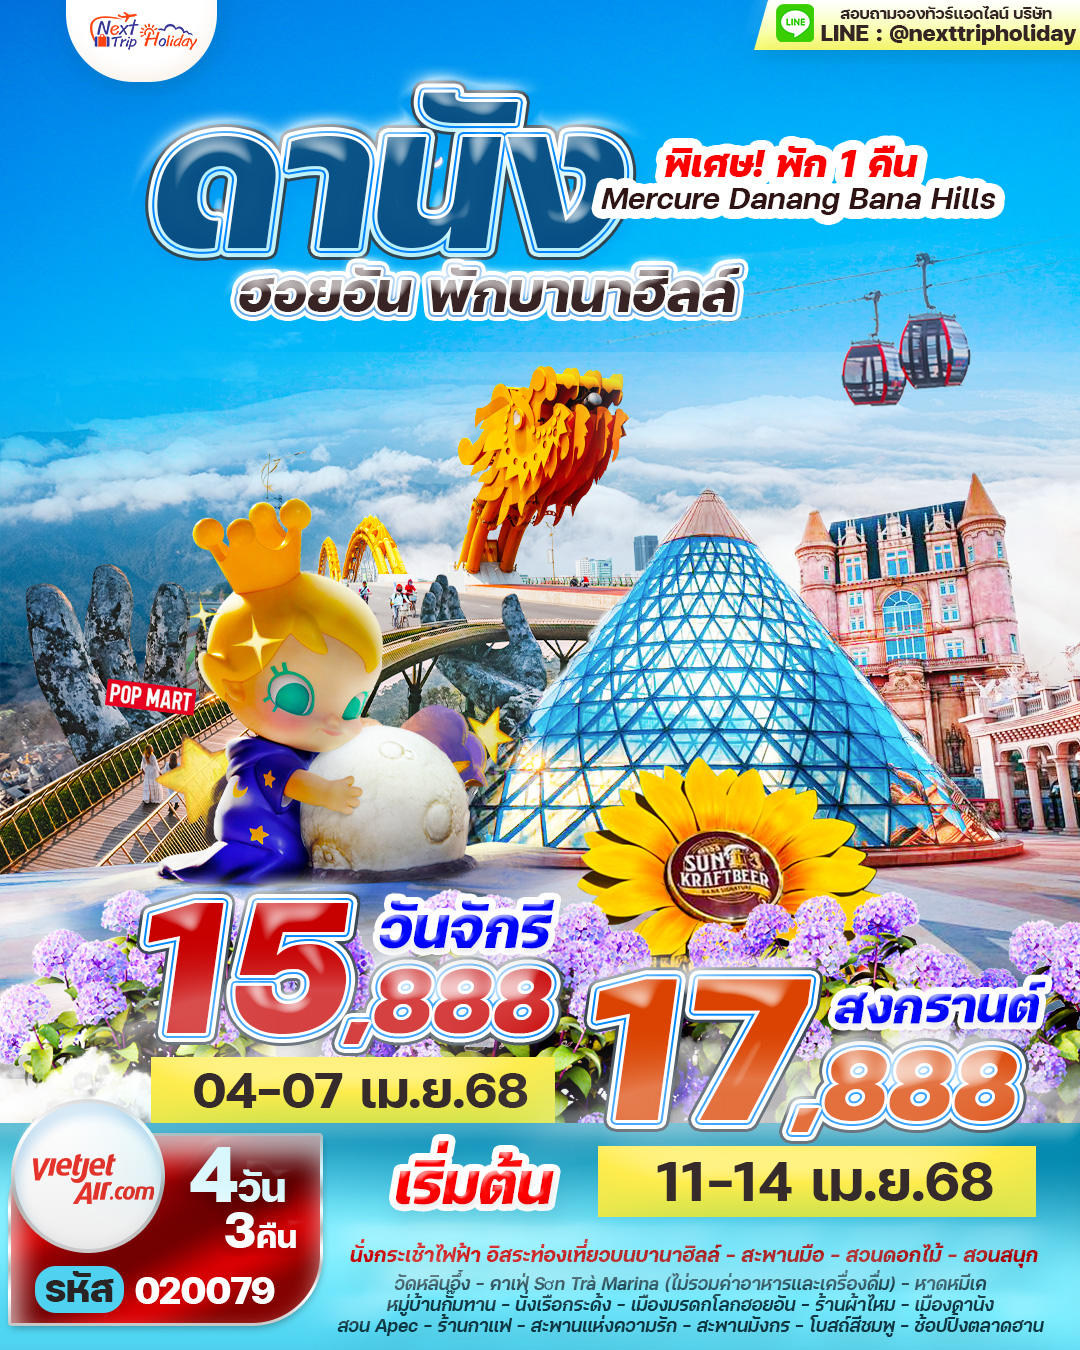 Next Trip Holiday
สอบถามจองทัวร์แอดไลน์ บริษัท
LINE
LINE : @nexttripholiday
ดานัง
พิเศษ! พัก 1 คืน
Mercure Danang Bana Hills
ฮอยอัน พักบานาฮิลล์
POP MART
SUN KRAFTBEER
BANA SIGNATURE
15,888
วันจักรี
04-07 เม.ย.68
17,888
สงกรานต์
11-14 เม.ย.68
เริ่มต้น
vietjet Air.com
4วัน
3คืน
รหัส 020079
นั่งกระเช้าไฟฟ้า อิสระท่องเที่ยวบนบานาฮิลล์ - สะพานมือ - สวนดอกไม้ - สวนสนุก
วัดหลินอึ๋ง - คาเฟ่ Sơn Trà Marina (ไม่รวมค่าอาหารและเครื่องดื่ม) - หาดหมีเค
หมู่บ้านกั๊มทาน - นั่งเรือกระด้ง - เมืองมรดกโลกฮอยอัน - ร้านผ้าไหม - เมืองดานัง
สวน Apec - ร้านกาแฟ - สะพานแห่งความรัก - สะพานมังกร - โบสถ์สีชมพู - ช้อปปิ้งตลาดฮาน